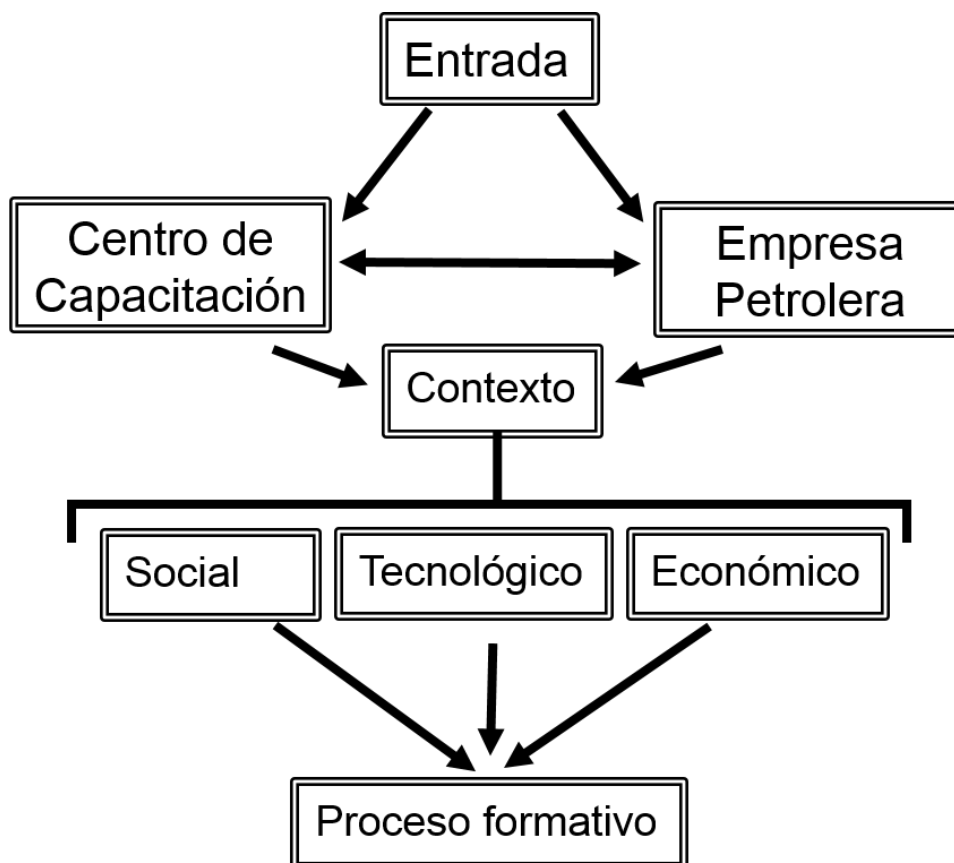 Entrada
Centro de
Capacitación
Empresa
Petrolera
Contexto
Social
Tecnológico
Económico
Proceso formativo